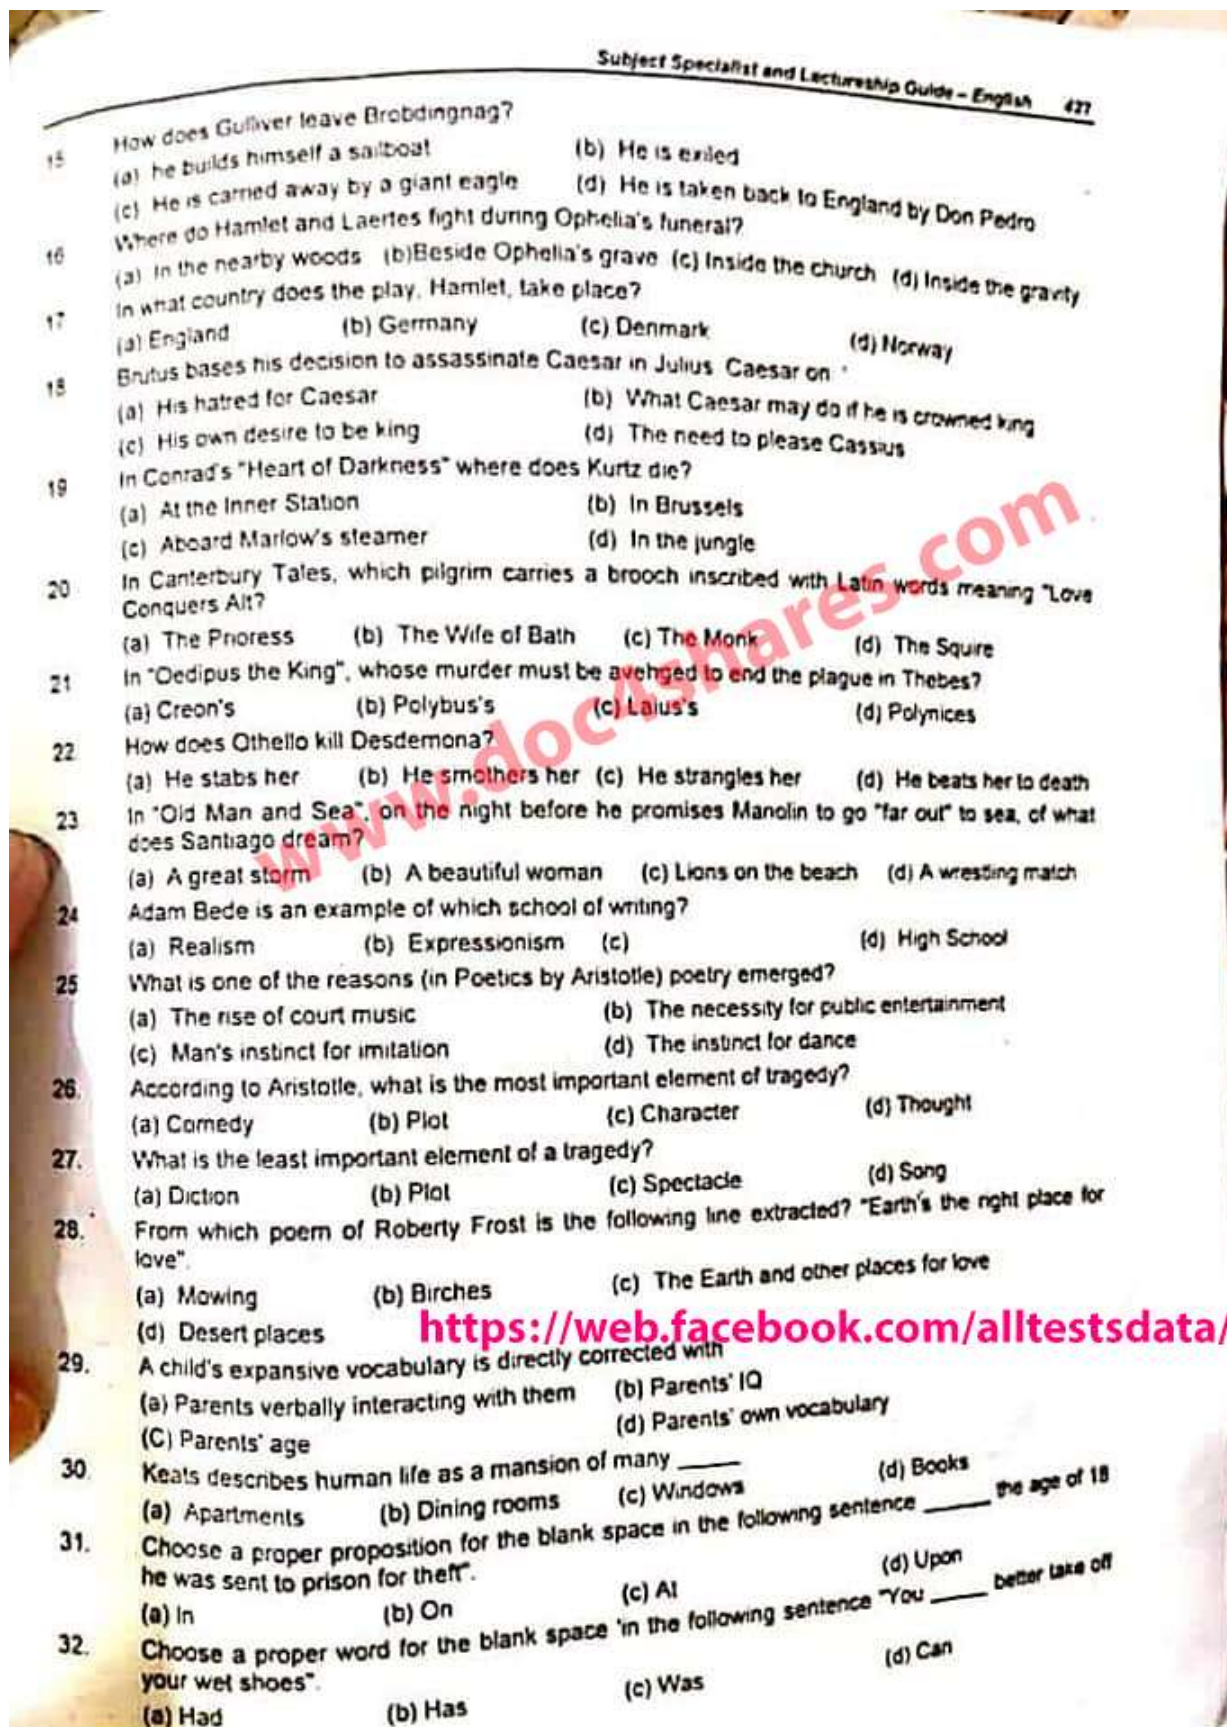 Subject Specialist and Lectureship Guide – English 427
15 How does Gulliver leave Brobdingnag?
(a) he builds himself a sailboat (b) He is exiled
(c) He is carried away by a giant eagle (d) He is taken back to England by Don Pedro
16 Where do Hamlet and Laertes fight during Ophelia's funeral?
(a) In the nearby woods (b)Beside Ophelia's grave (c) Inside the church (d) Inside the gravity
17 In what country does the play, Hamlet, take place?
(a) England (b) Germany (c) Denmark (d) Norway
18 Brutus bases his decision to assassinate Caesar in Julius Caesar on
(a) His hatred for Caesar (b) What Caesar may do if he is crowned king
(c) His own desire to be king (d) The need to please Cassius
19 In Conrad's "Heart of Darkness" where does Kurtz die?
(a) At the Inner Station (b) In Brussels
(c) Aboard Marlow's steamer (d) In the jungle
20 In Canterbury Tales, which pilgrim carries a brooch inscribed with Latin words meaning "Love
Conquers Alt?
(a) The Prioress (b) The Wife of Bath (c) The Monk (d) The Squire
21 In "Oedipus the King", whose murder must be avehged to end the plague in Thebes?
(a) Creon's (b) Polybus's (c) Laius's (d) Polynices
22 How does Othello kill Desdemona?
(a) He stabs her (b) He smothers her (c) He strangles her (d) He beats her to death
23 In "Old Man and Sea", on the night before he promises Manolin to go "far out" to sea, of what
does Santiago dream?
(a) A great storm (b) A beautiful woman (c) Lions on the beach (d) A wrestling match
24 Adam Bede is an example of which school of writing?
(a) Realism (b) Expressionism (c) (d) High School
25 What is one of the reasons (in Poetics by Aristotle) poetry emerged?
(a) The rise of court music (b) The necessity for public entertainment
(c) Man's instinct for imitation (d) The instinct for dance
26. According to Aristotle, what is the most important element of tragedy?
(a) Comedy (b) Plot (c) Character (d) Thought
27. What is the least important element of a tragedy?
(a) Diction (b) Plot (c) Spectacle (d) Song
28. From which poem of Roberty Frost is the following line extracted? "Earth's the right place for
love".
(a) Mowing (b) Birches (c) The Earth and other places for love
(d) Desert places
https://web.facebook.com/alltestsdata/
29. A child's expansive vocabulary is directly corrected with
(a) Parents verbally interacting with them (b) Parents' IQ
(C) Parents' age (d) Parents' own vocabulary
30. Keats describes human life as a mansion of many _____
(a) Apartments (b) Dining rooms (c) Windows (d) Books
31. Choose a proper proposition for the blank space in the following sentence _____ the age of 18
he was sent to prison for theft".
(a) In (b) On (c) At (d) Upon
32. Choose a proper word for the blank space 'in the following sentence "You _____ better take off
your wet shoes".
(a) Had (b) Has (c) Was (d) Can
www.doc4shares.com